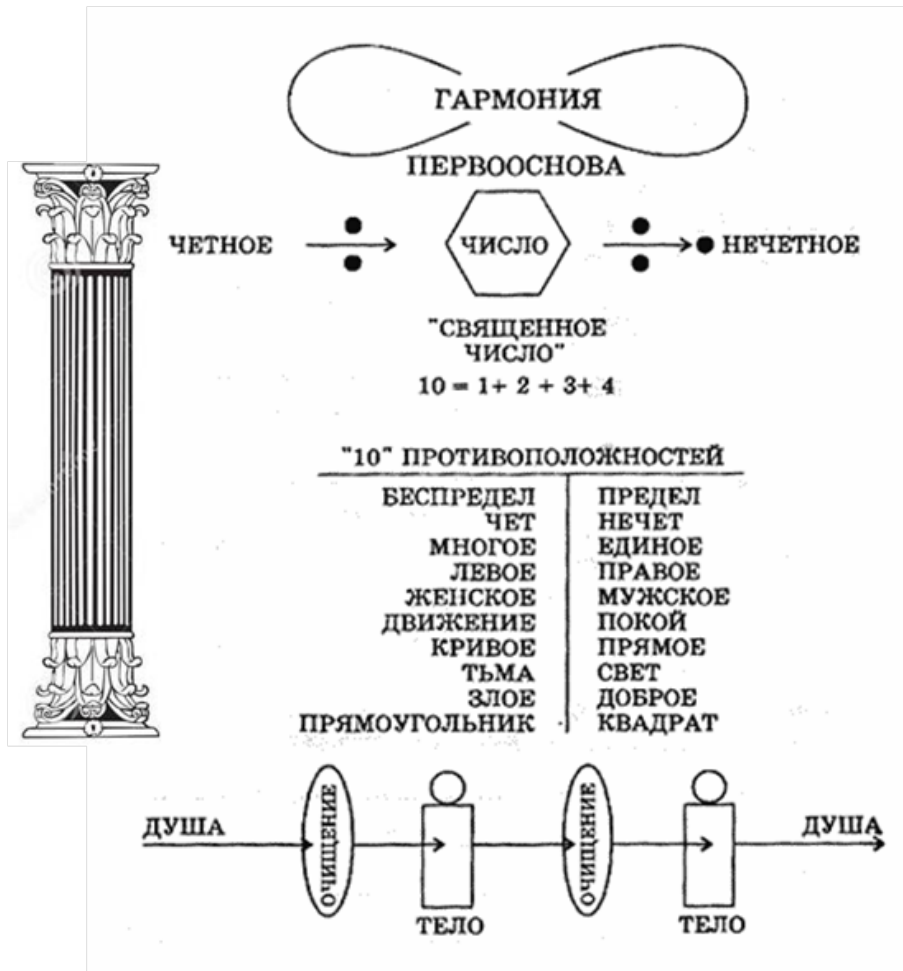 ГАРМОНИЯ
ПЕРВООСНОВА
ЧЕТНОЕ ЧИСЛО НЕЧЕТНОЕ
"СВЯЩЕННОЕ
ЧИСЛО"
10 = 1+ 2 + 3+ 4
"10" ПРОТИВОПОЛОЖНОСТЕЙ
БЕСПРЕДЕЛ ПРЕДЕЛ
ЧЕТ НЕЧЕТ
МНОГОЕ ЕДИНОЕ
ЛЕВОЕ ПРАВОЕ
ЖЕНСКОЕ МУЖСКОЕ
ДВИЖЕНИЕ ПОКОЙ
КРИВОЕ ПРЯМОЕ
ТЬМА СВЕТ
ЗЛОЕ ДОБРОЕ
ПРЯМОУГОЛЬНИК КВАДРАТ
ДУША ОЧИЩЕНИЕ ОЧИЩЕНИЕ ДУША
ТЕЛО ТЕЛО